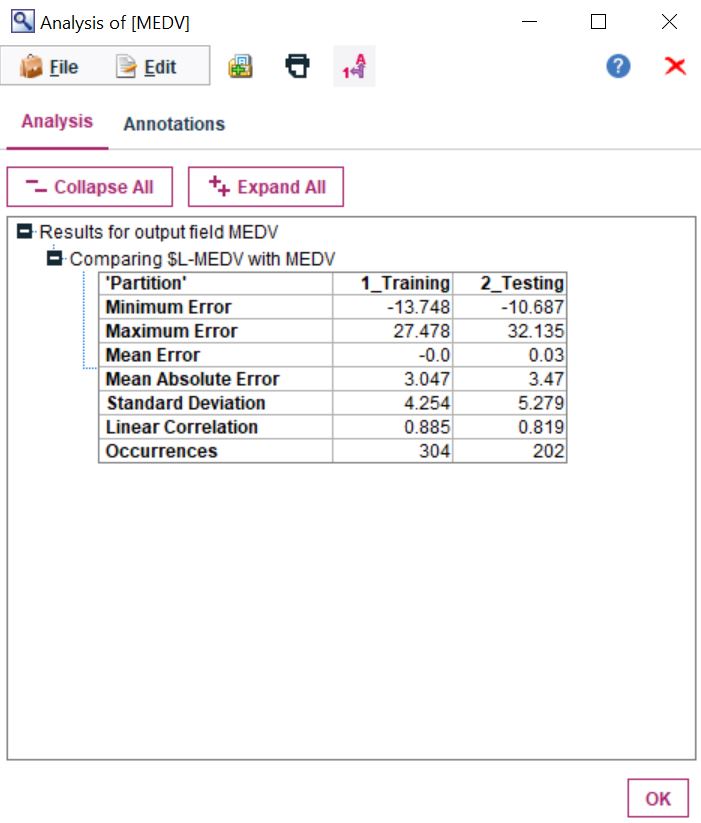 Analysis of [MEDV]
File Edit
Analysis Annotations
Collapse All Expand All
Results for output field MEDV
Comparing $L-MEDV with MEDV
'Partition' 1_Training 2_Testing
Minimum Error -13.748 -10.687
Maximum Error 27.478 32.135
Mean Error -0.0 0.03
Mean Absolute Error 3.047 3.47
Standard Deviation 4.254 5.279
Linear Correlation 0.885 0.819
Occurrences 304 202
OK